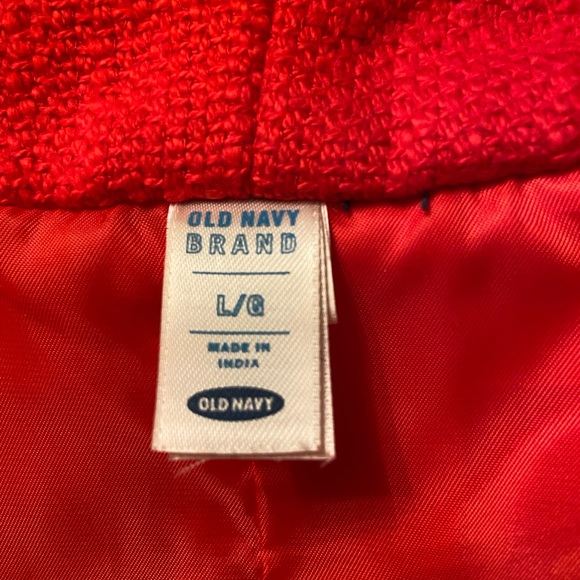 OLD NAVY
BRAND
L/G
MADE IN
INDIA
OLD NAVY